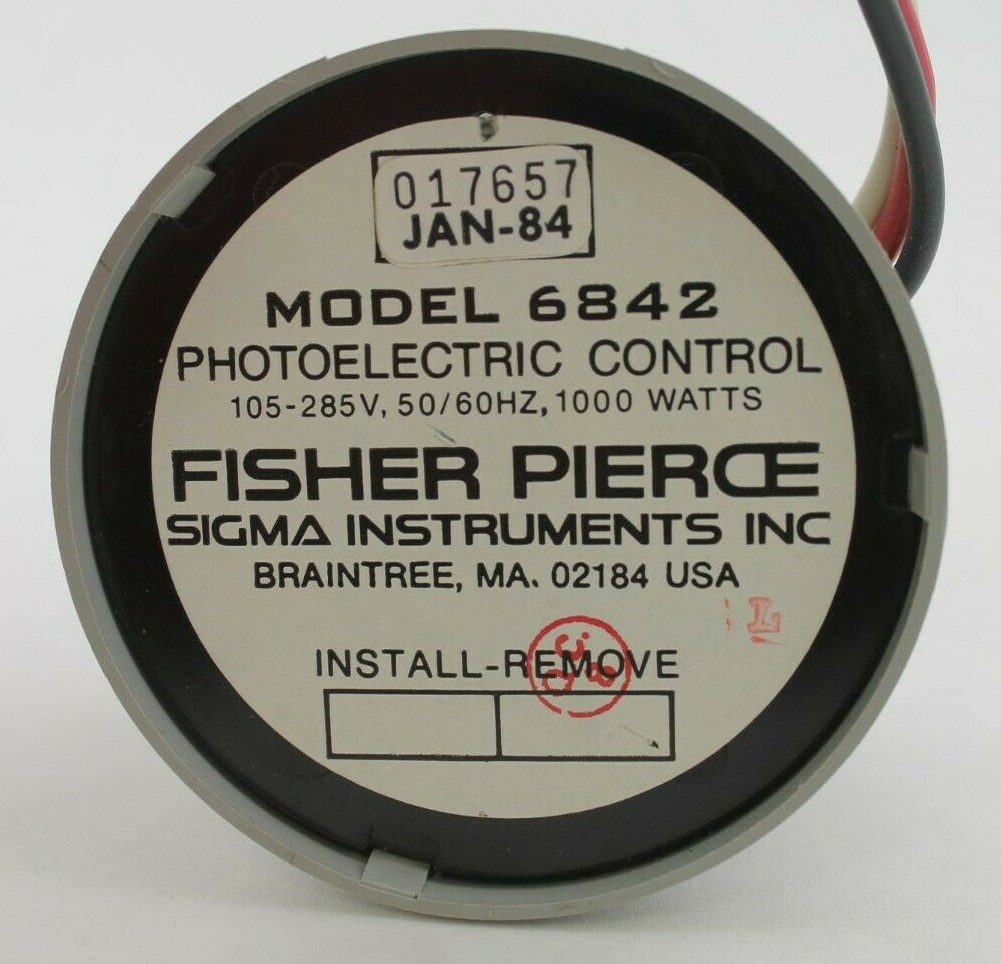 017657
JAN-84
MODEL 6842
PHOTOELECTRIC CONTROL
105-285V, 50/60HZ, 1000 WATTS
FISHER PIERCE
SIGMA INSTRUMENTS INC
BRAINTREE, MA. 02184 USA
L
INSTALL-REMOVE